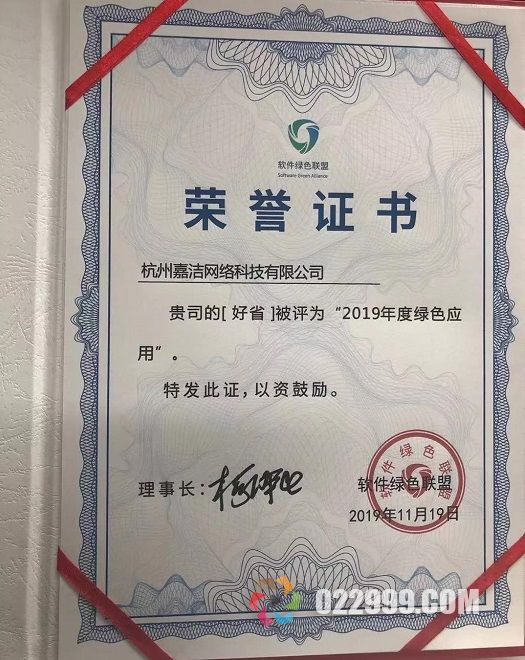 软件绿色联盟
Software Green Alliance
荣誉证书
杭州嘉洁网络科技有限公司
贵司的[ 好省 ]被评为“2019年度绿色应
用”。
特发此证，以资鼓励。
理事长：
软件绿色联盟
软件绿色联盟
2019年11月19日
022999.COM